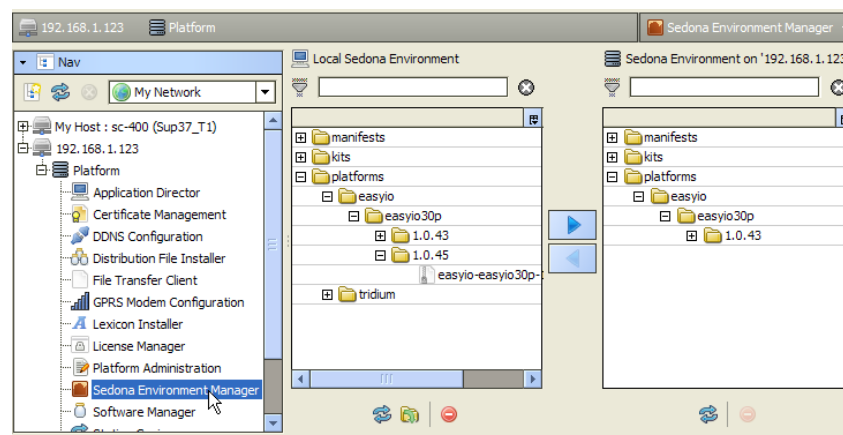 192.168.1.123 Platform Sedona Environment Manager
Nav
My Network
My Host : sc-400 (Sup37_T1)
192.168.1.123
Platform
Application Director
Certificate Management
DDNS Configuration
Distribution File Installer
File Transfer Client
GPRS Modem Configuration
Lexicon Installer
License Manager
Platform Administration
Sedona Environment Manager
Software Manager
Local Sedona Environment
manifests
kits
platforms
easyio
easyio30p
1.0.43
1.0.45
easyio-easyio30p-
tridium
Sedona Environment on '192.168.1.123
manifests
kits
platforms
easyio
easyio30p
1.0.43